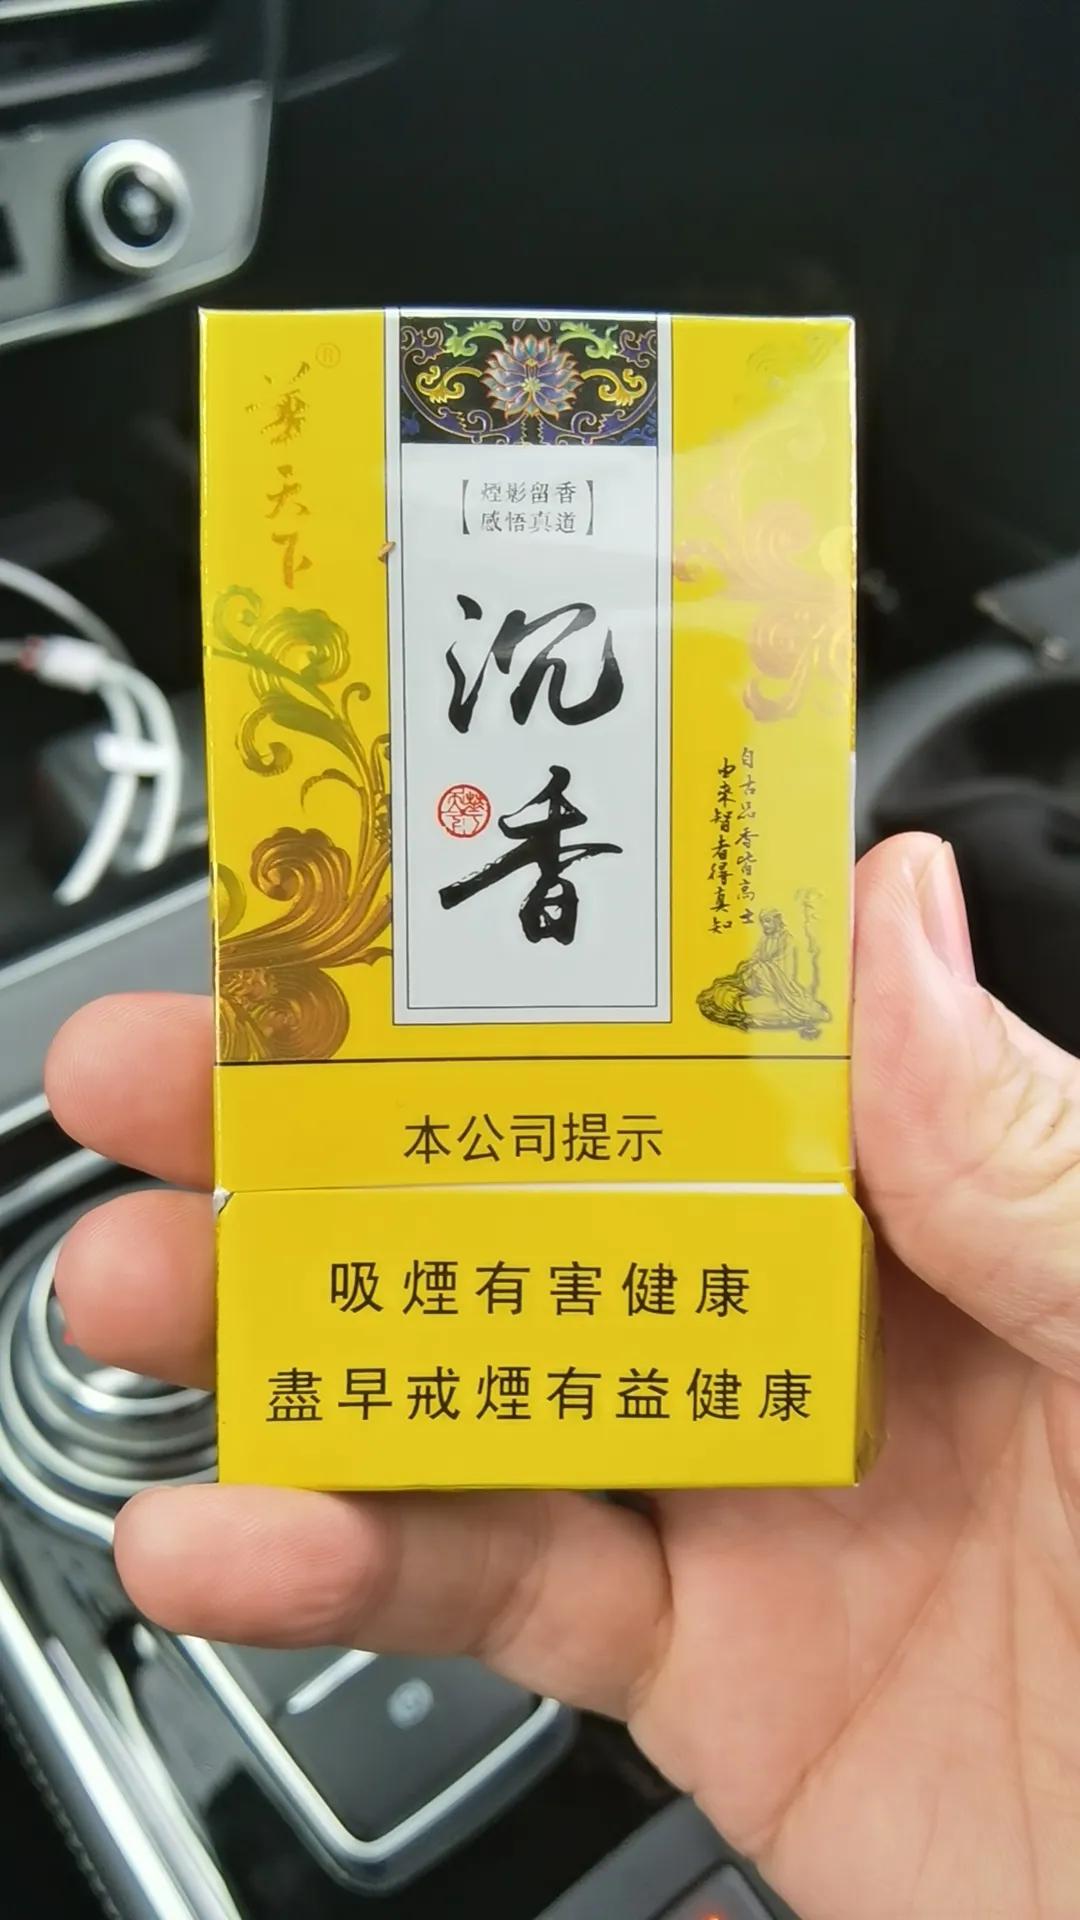 天下
®
煙影留香
感悟真道
沉香
自古品香皆高士
由来智者得真知
本公司提示
吸煙有害健康
盡早戒煙有益健康